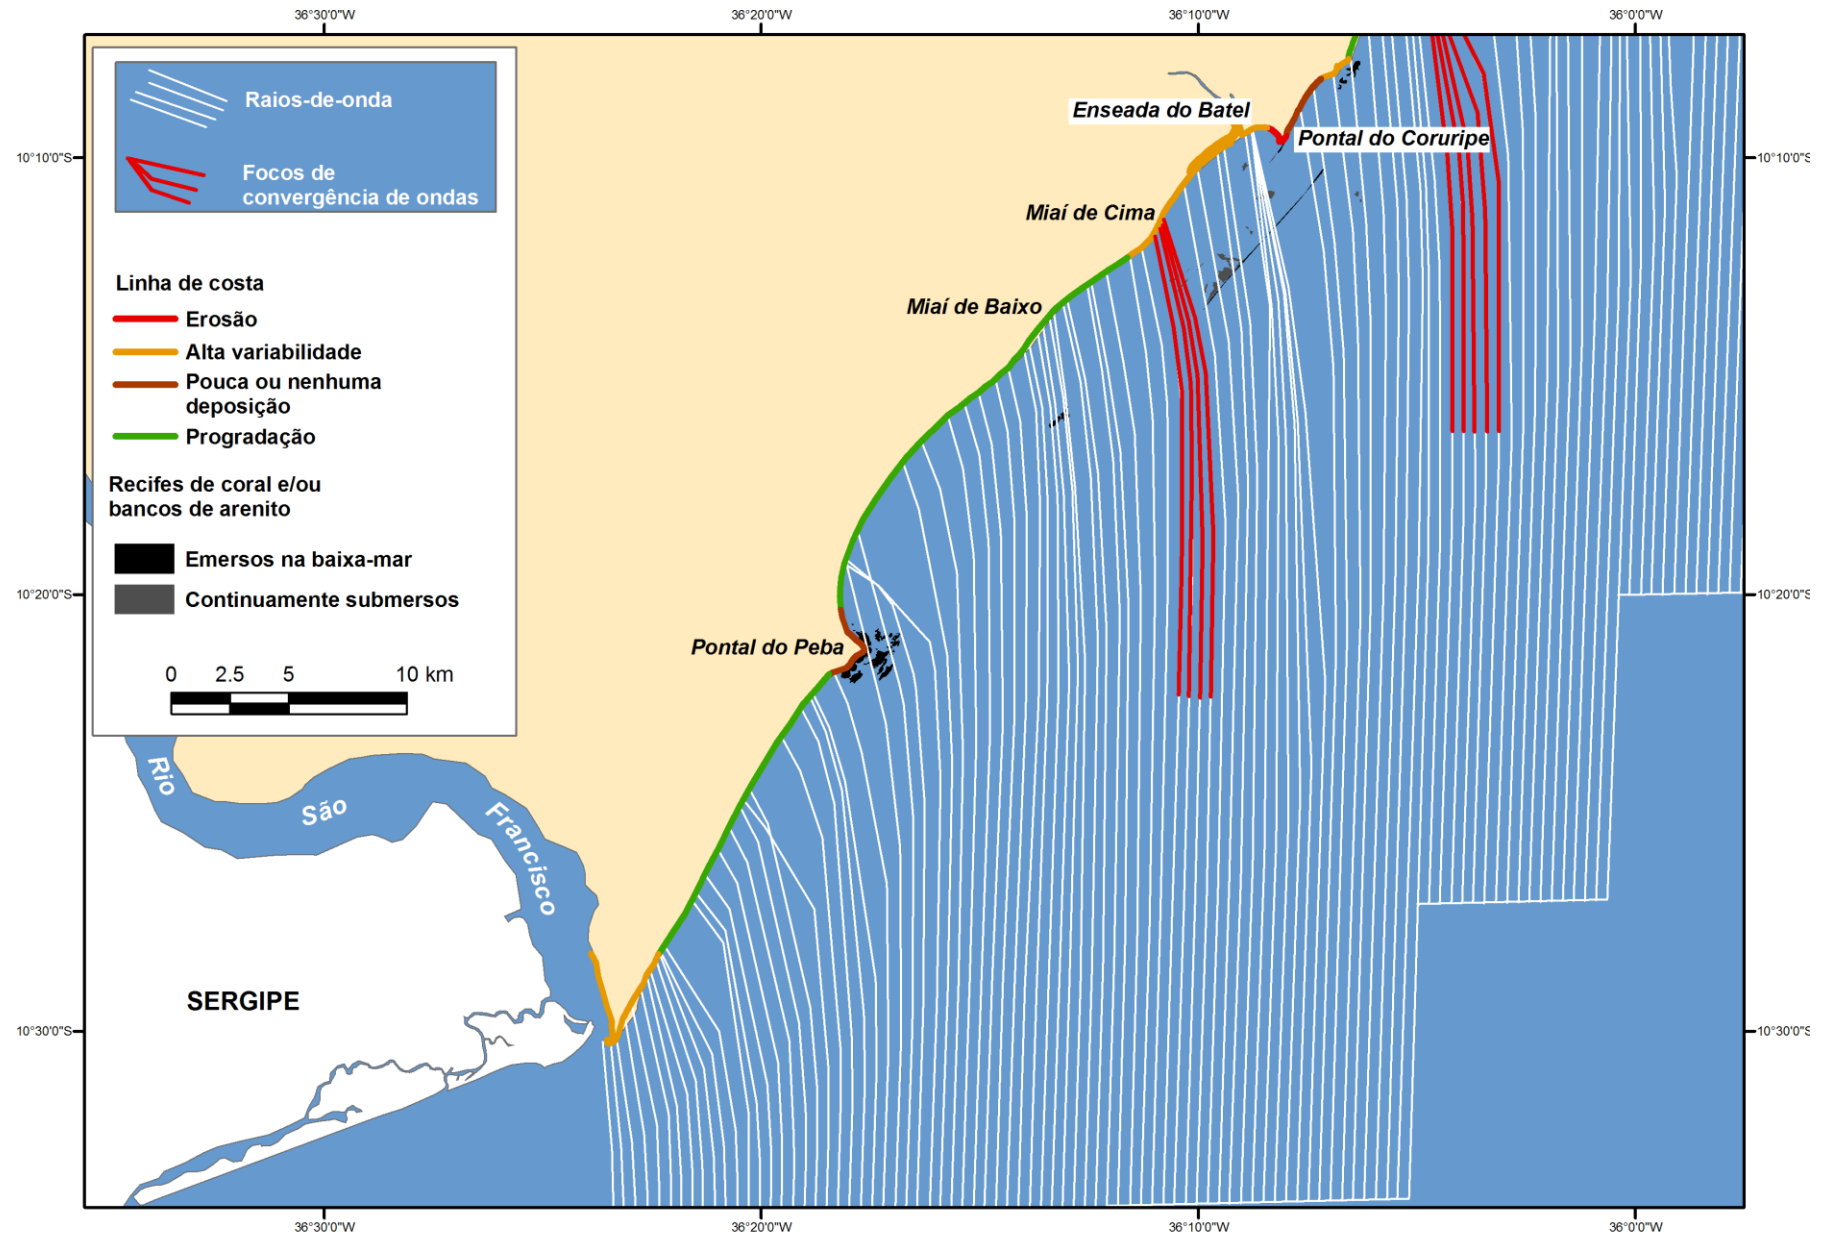 36°30'0"W
36°20'0"W
36°10'0"W
36°0'0"W
Raios-de-onda
Focos de
convergência de ondas
Linha de costa
Erosão
Alta variabilidade
Pouca ou nenhuma
deposição
Progradação
Recifes de coral e/ou
bancos de arenito
Emersos na baixa-mar
Continuamente submersos
0 2.5 5 10 km
Enseada do Batel
Pontal do Coruripe
Miaí de Cima
Miaí de Baixo
Pontal do Peba
Rio
São
Francisco
SERGIPE
10°10'0"S
10°10'0"S
10°20'0"S
10°20'0"S
10°30'0"S
10°30'0"S
36°30'0"W
36°20'0"W
36°10'0"W
36°0'0"W